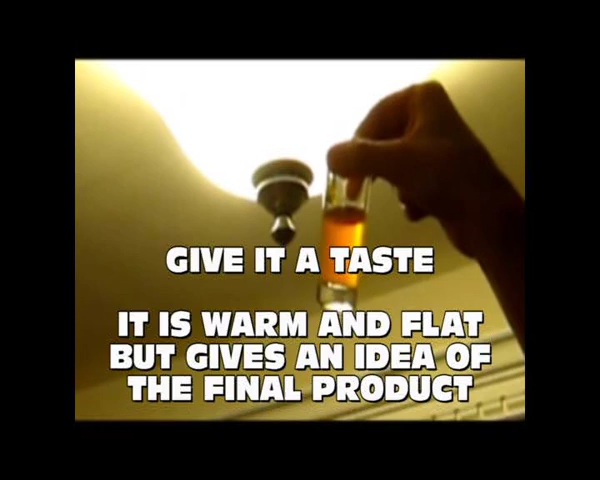 GIVE IT A TASTE
IT IS WARM AND FLAT
BUT GIVES AN IDEA OF
THE FINAL PRODUCT